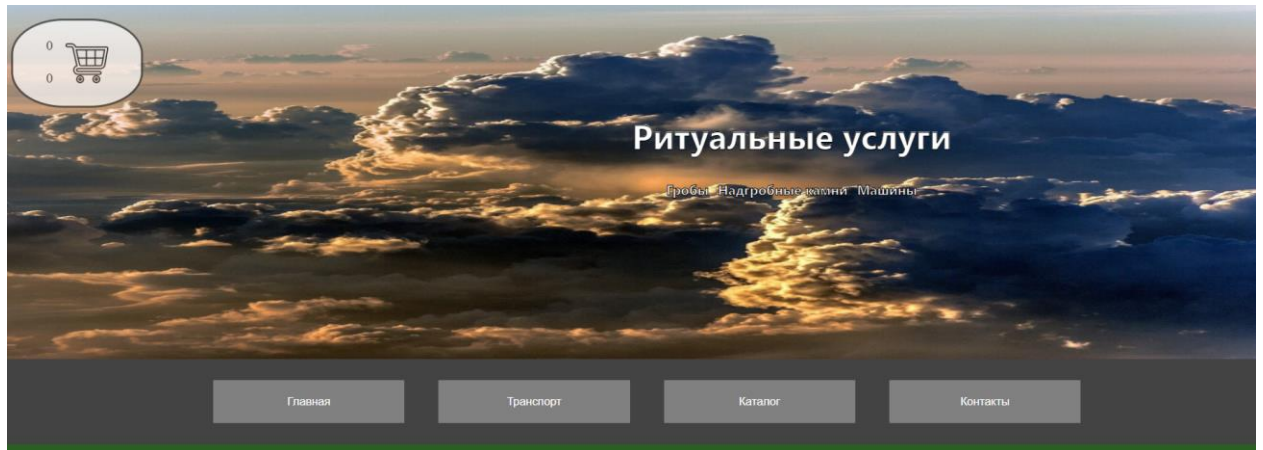 0
0
Ритуальные услуги
Гробы Надгробные камни Машины
Главная Транспорт Каталог Контакты